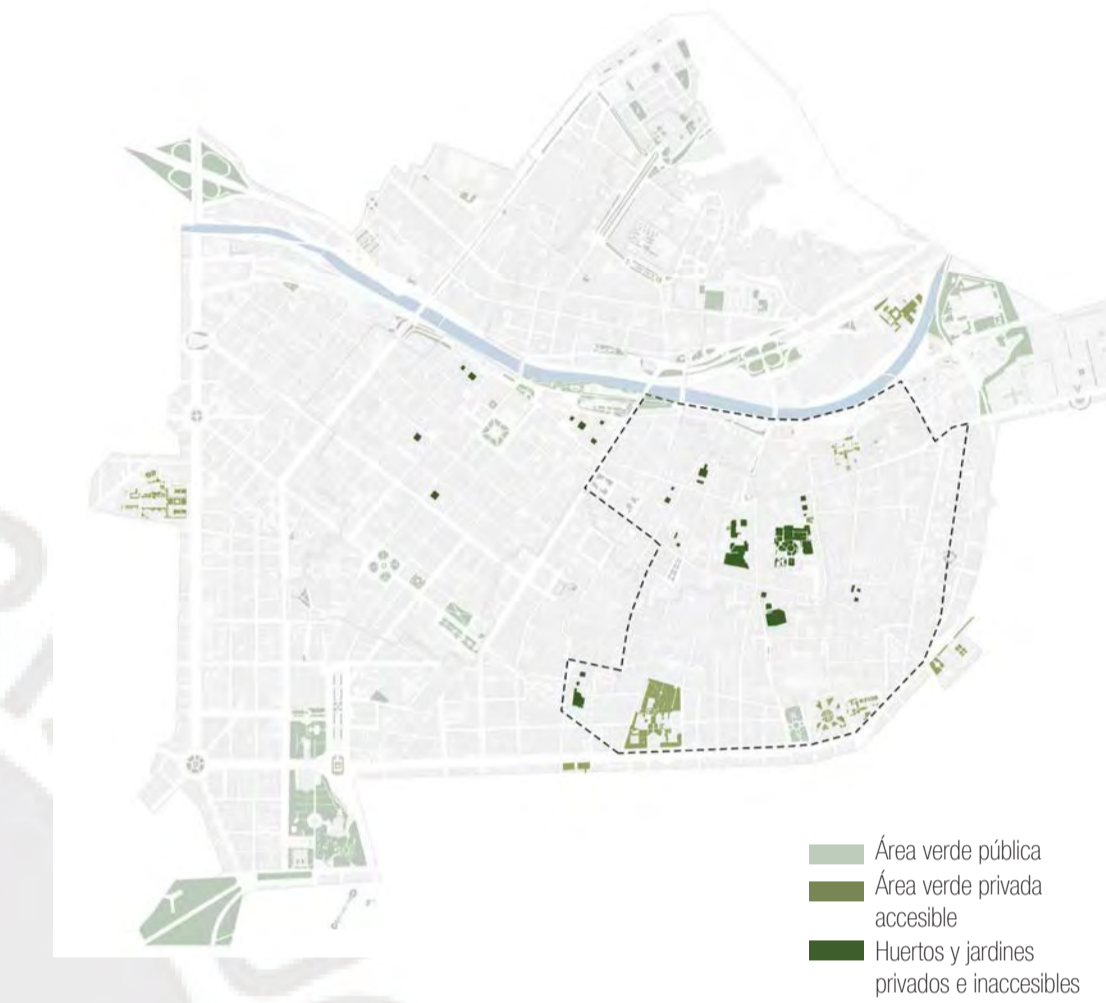 Área verde pública
Área verde privada
accesible
Huertos y jardines
privados e inaccesibles